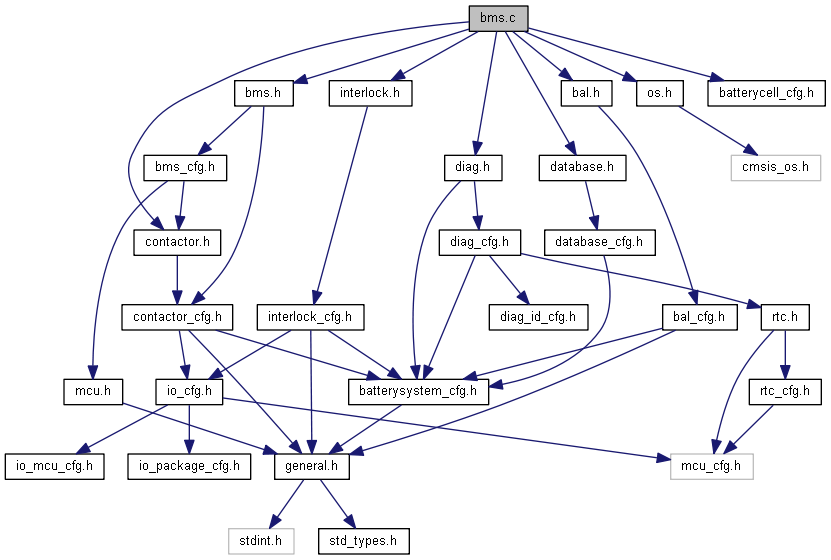 bms.c
bms.h
interlock.h
bal.h
os.h
batterycell_cfg.h
bms_cfg.h
diag.h
database.h
cmsis_os.h
contactor.h
diag_cfg.h
database_cfg.h
contactor_cfg.h
interlock_cfg.h
diag_id_cfg.h
bal_cfg.h
rtc.h
mcu.h
io_cfg.h
batterysystem_cfg.h
rtc_cfg.h
io_mcu_cfg.h
io_package_cfg.h
general.h
mcu_cfg.h
stdint.h
std_types.h